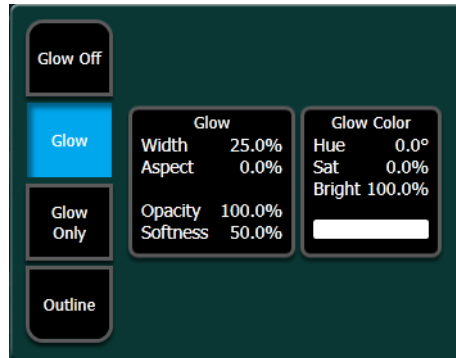 Glow Off
Glow
Glow
Only
Outline
Glow
Width 25.0%
Aspect 0.0%
Opacity 100.0%
Softness 50.0%
Glow Color
Hue 0.0°
Sat 0.0%
Bright 100.0%